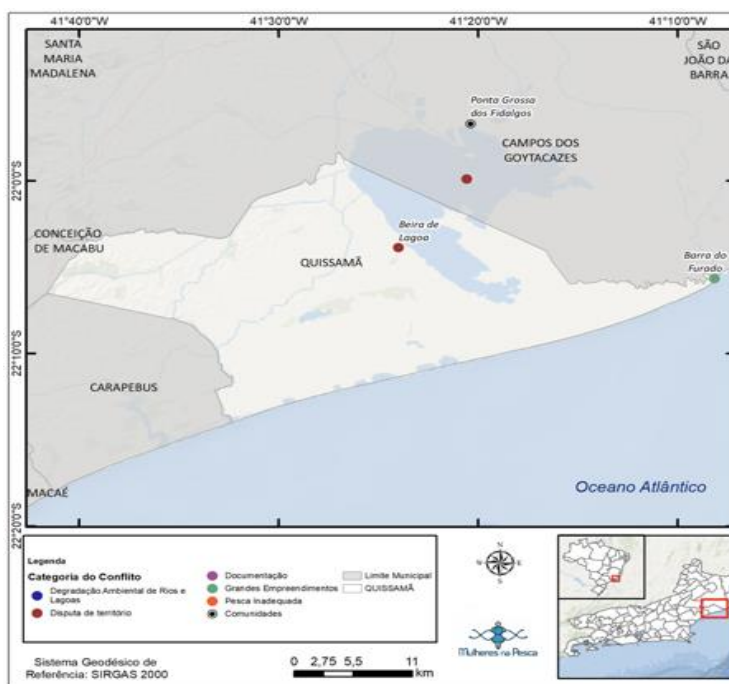 41°40'0"W 41°30'0"W 41°20'0"W 41°10'0"W
SANTA
MARIA
MADALENA
SÃO
JOÃO DA
BARRA
Ponta Grossa
dos Fidalgos
CAMPOS DOS
GOYTACAZES
22°0'0"S
CONCEIÇÃO
DE MACABU
Beira de
Lagoa
QUISSAMÃ
Barra do
Furado
22°10'0"S
CARAPEBUS
MACAÉ
Oceano Atlântico
22°20'0"S
Legenda
Categoria do Conflito
Degradação Ambiental de Rios e
Lagoas
Disputa de território
Documentação
Grandes Empreendimentos
Pesca Inadequada
Comunidades
Limite Municipal
QUISSAMÃ
N
E
S
Mulheres na Pesca
Sistema Geodésico de
Referência: SIRGAS 2000
0 2,75 5,5 11
km